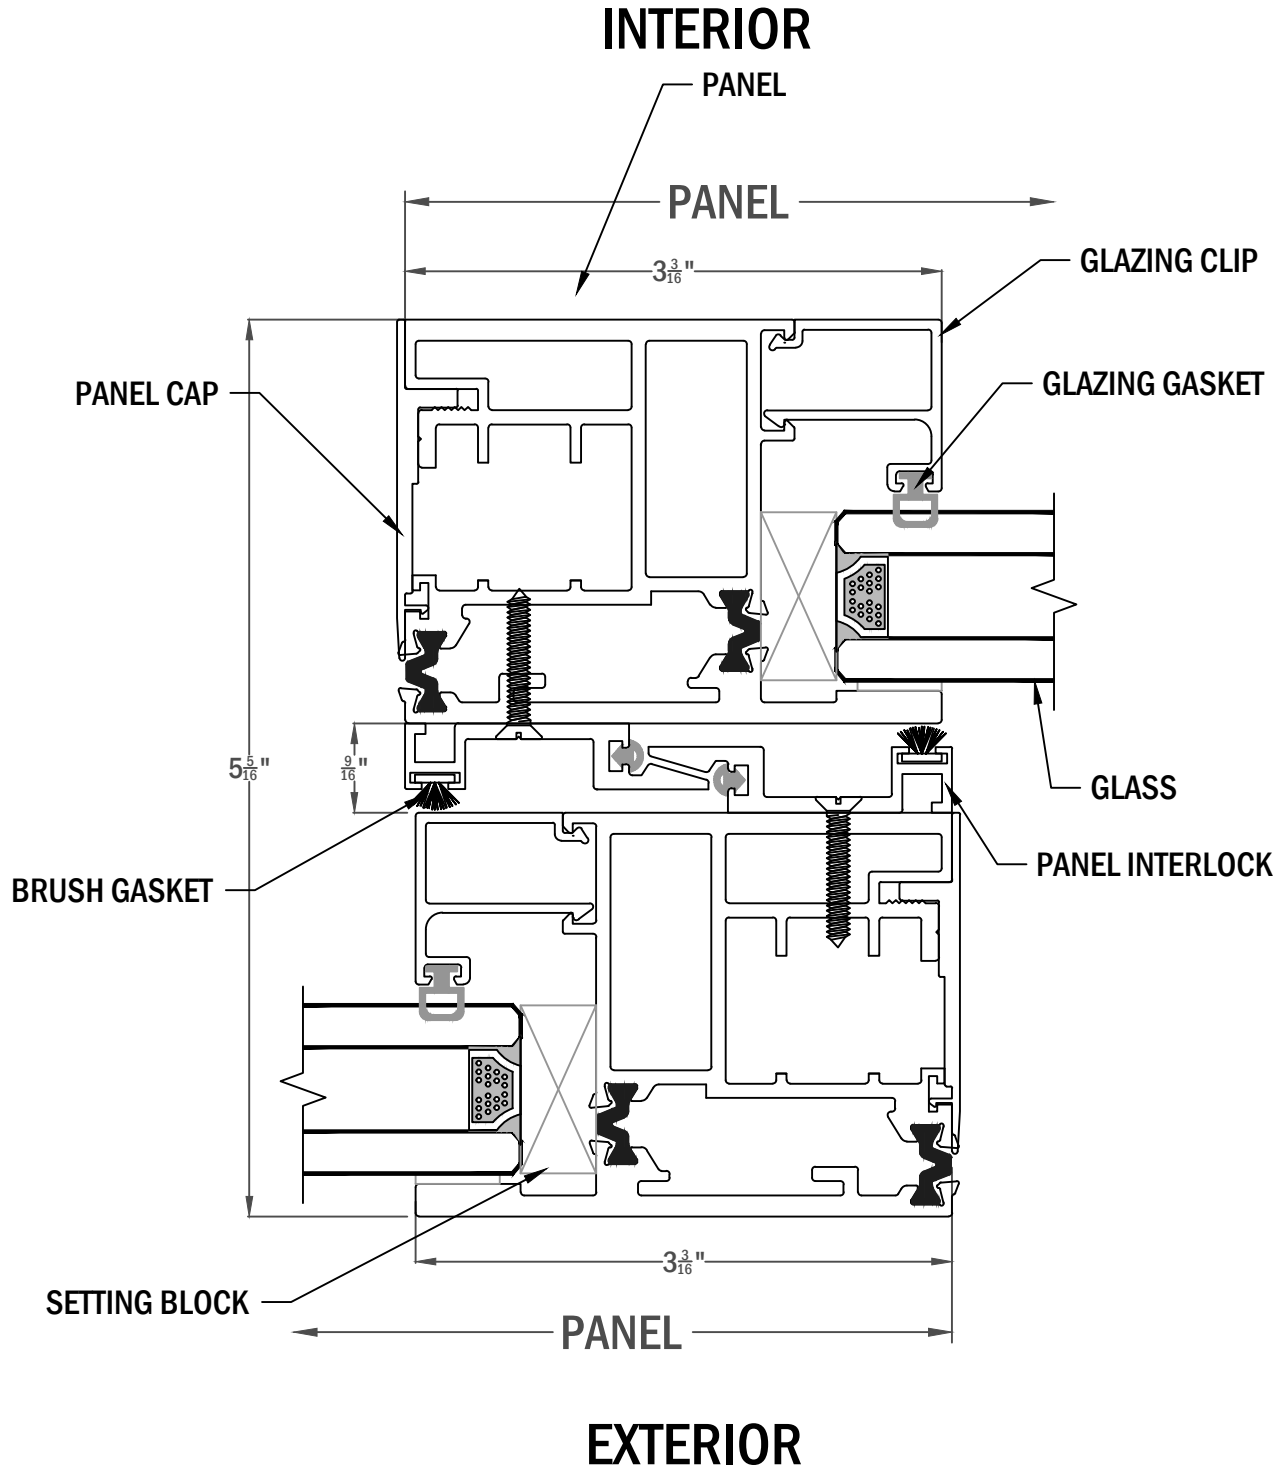 INTERIOR
PANEL
PANEL
3 3/16"
GLAZING CLIP
PANEL CAP
GLAZING GASKET
5 5/16"
9/16"
GLASS
BRUSH GASKET
PANEL INTERLOCK
3 3/16"
SETTING BLOCK
PANEL
EXTERIOR